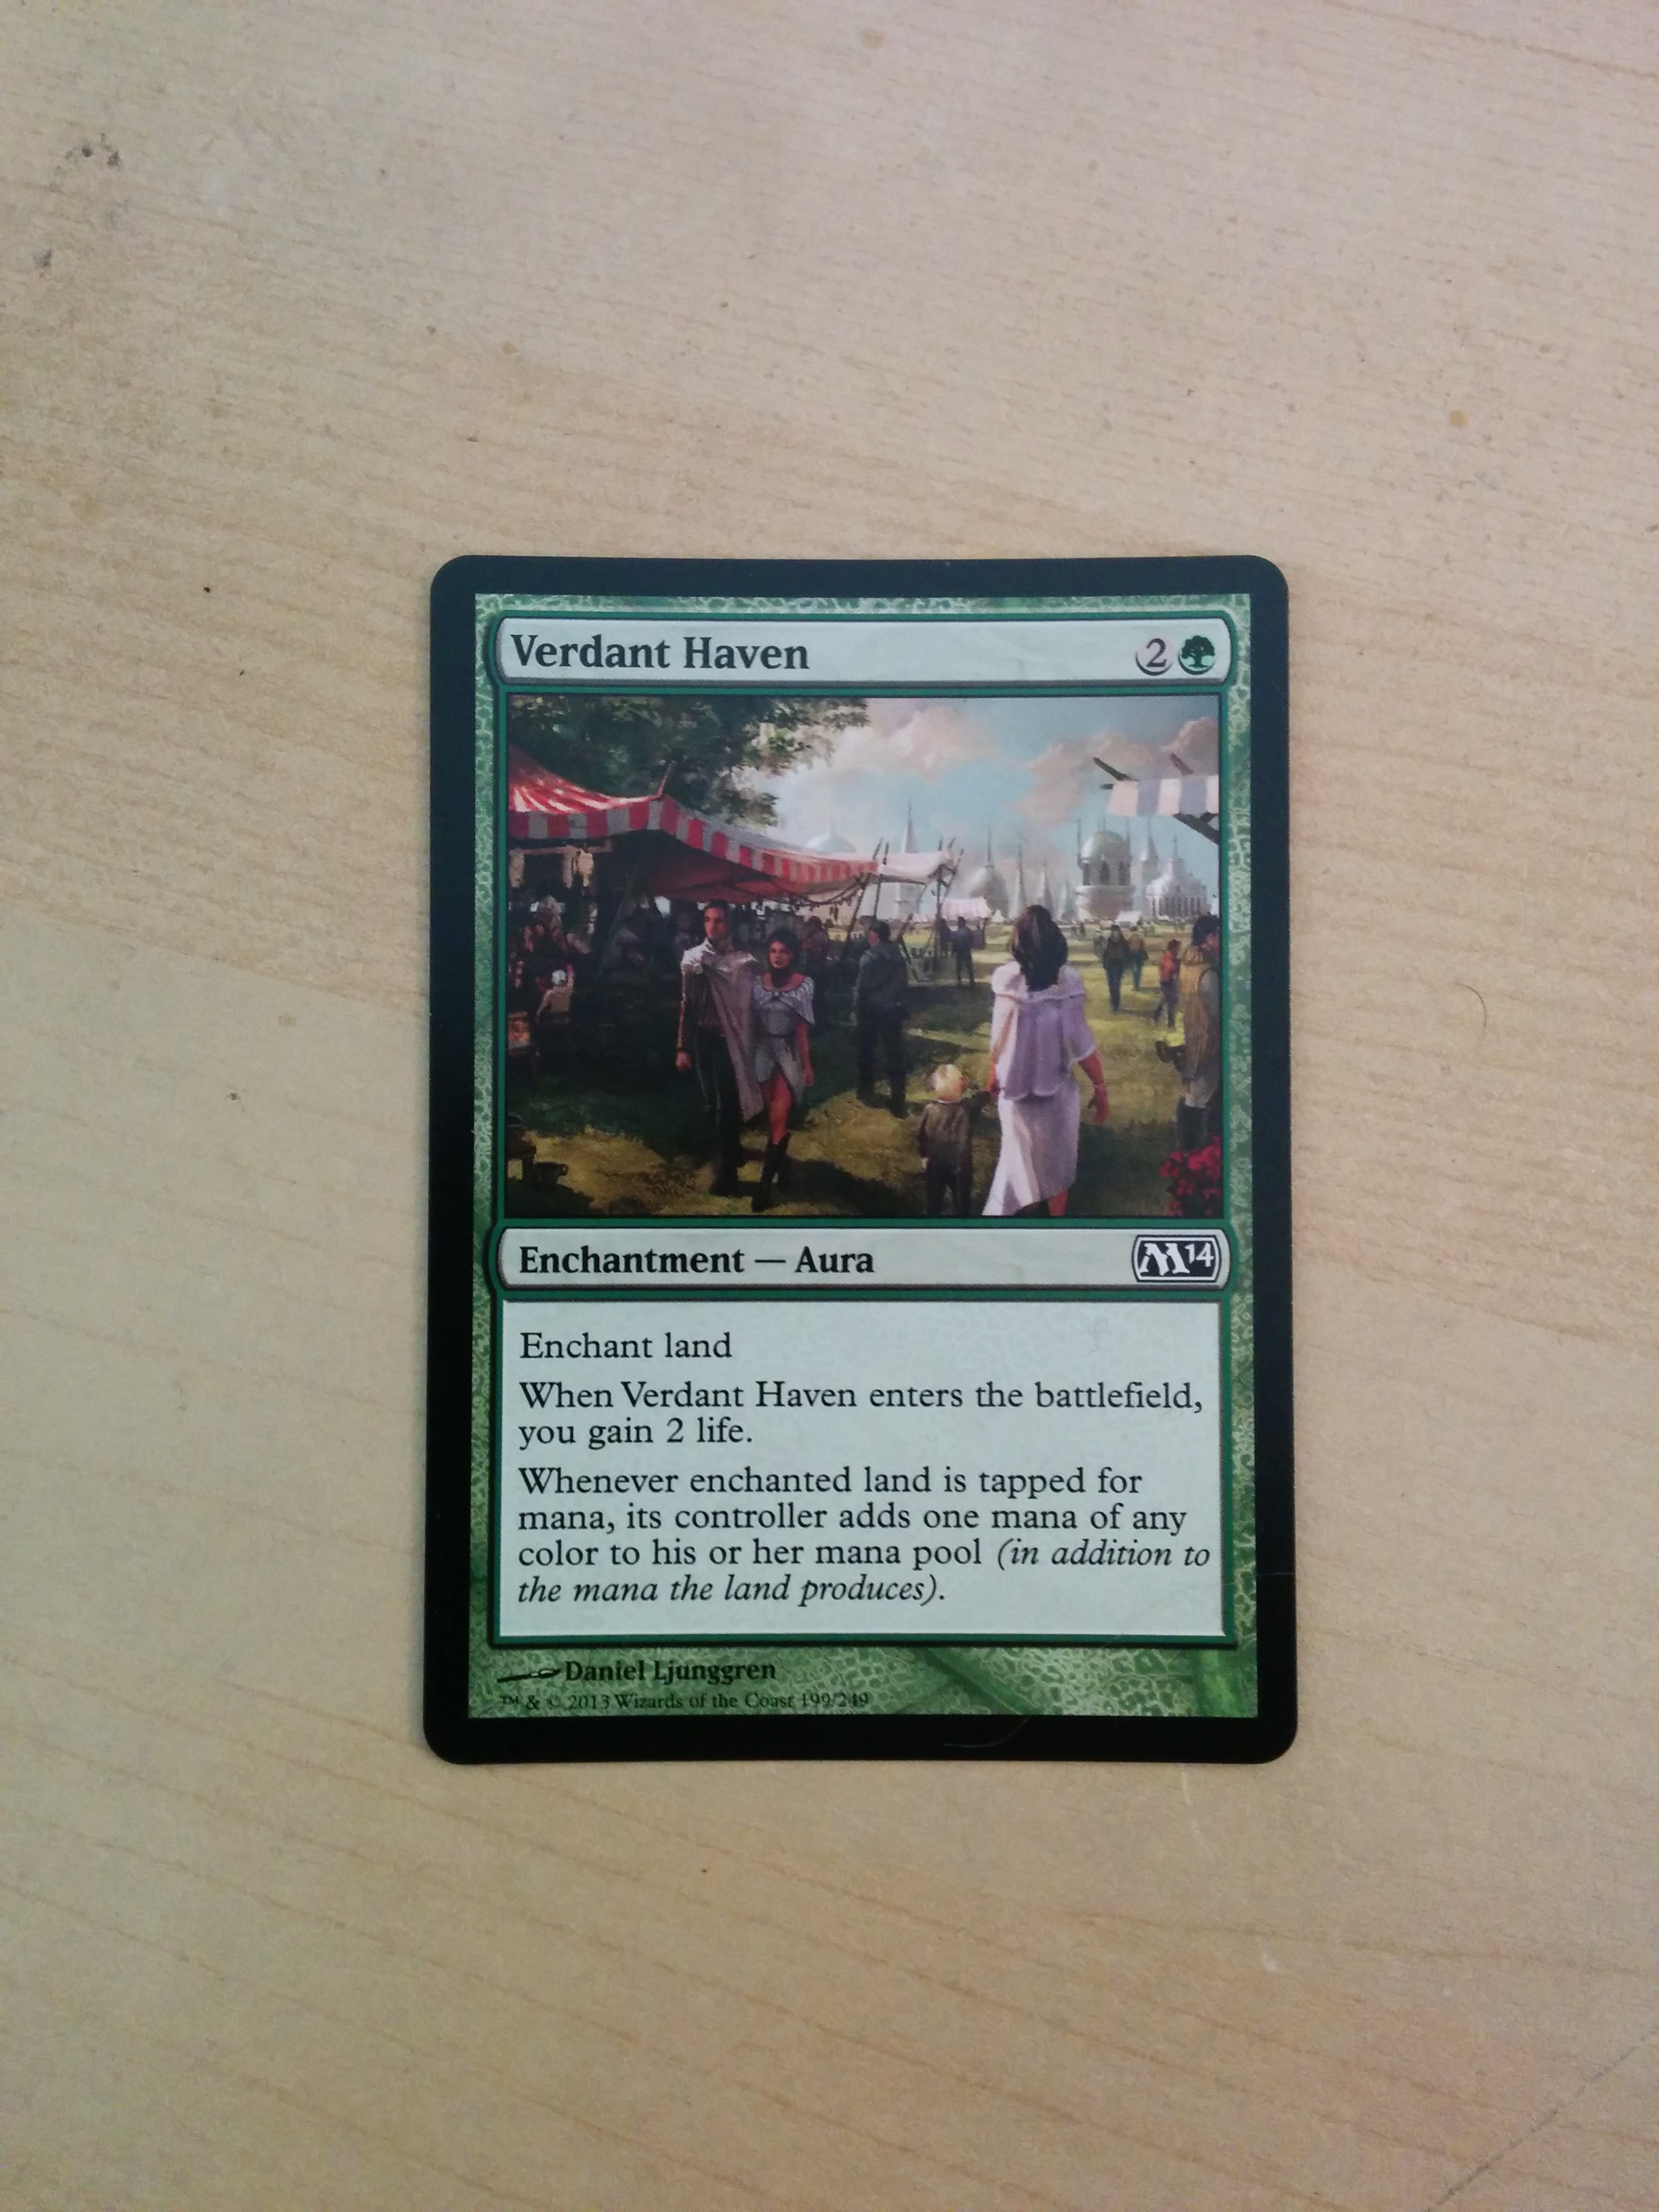 Verdant Haven 2
Enchantment — Aura M14
Enchant land
When Verdant Haven enters the battlefield,
you gain 2 life.
Whenever enchanted land is tapped for
mana, its controller adds one mana of any
color to his or her mana pool (in addition to
the mana the land produces).
Daniel Ljunggren
™ & © 2013 Wizards of the Coast 199/249